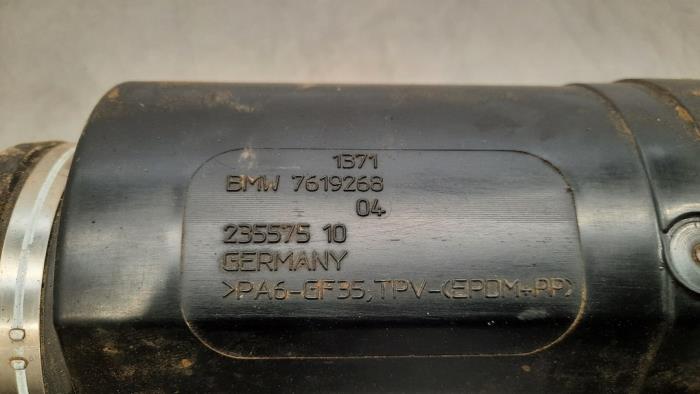 1371
BMW 7619268
04
235575 10
GERMANY
>PA6-GF35,TPV-(EPDM+PP)